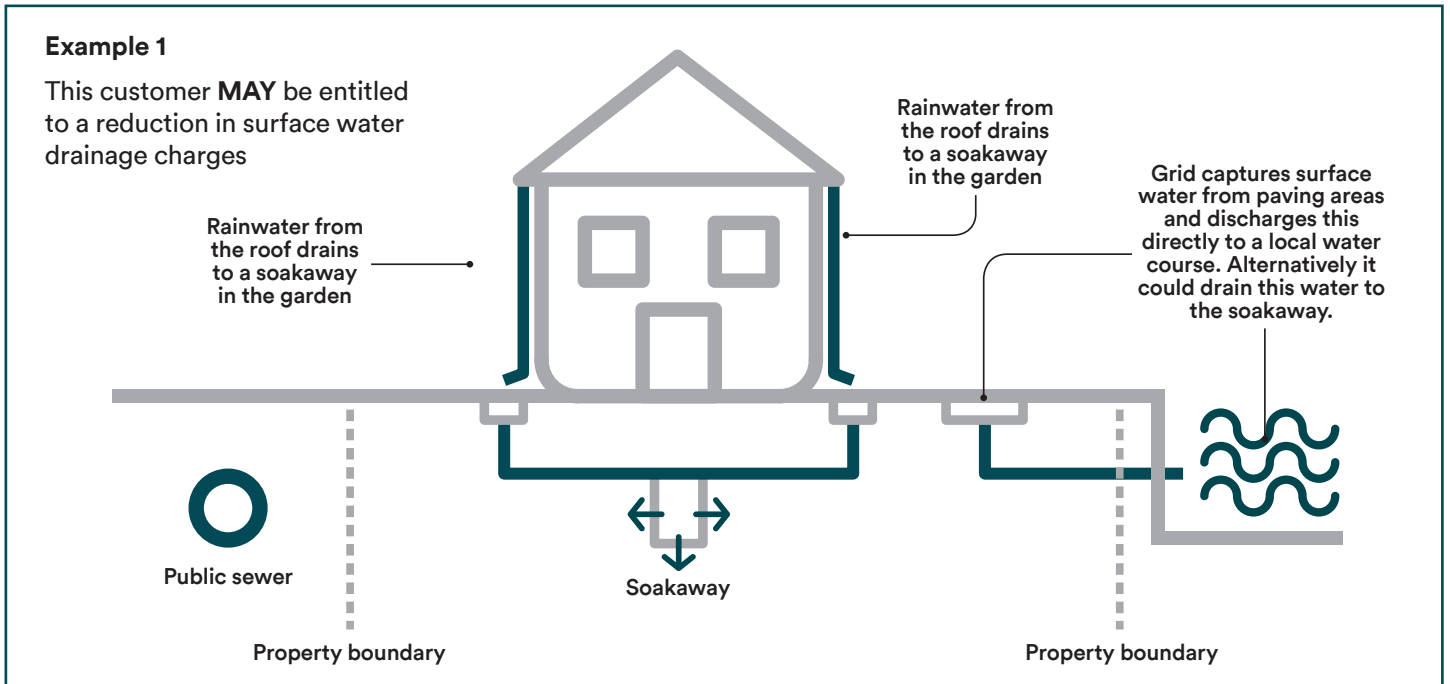 Example 1
This customer MAY be entitled
to a reduction in surface water
drainage charges
Rainwater from
the roof drains
to a soakaway
in the garden
Rainwater from
the roof drains
to a soakaway
in the garden
Grid captures surface
water from paving areas
and discharges this
directly to a local water
course. Alternatively it
could drain this water to
the soakaway.
Public sewer
Soakaway
Property boundary
Property boundary